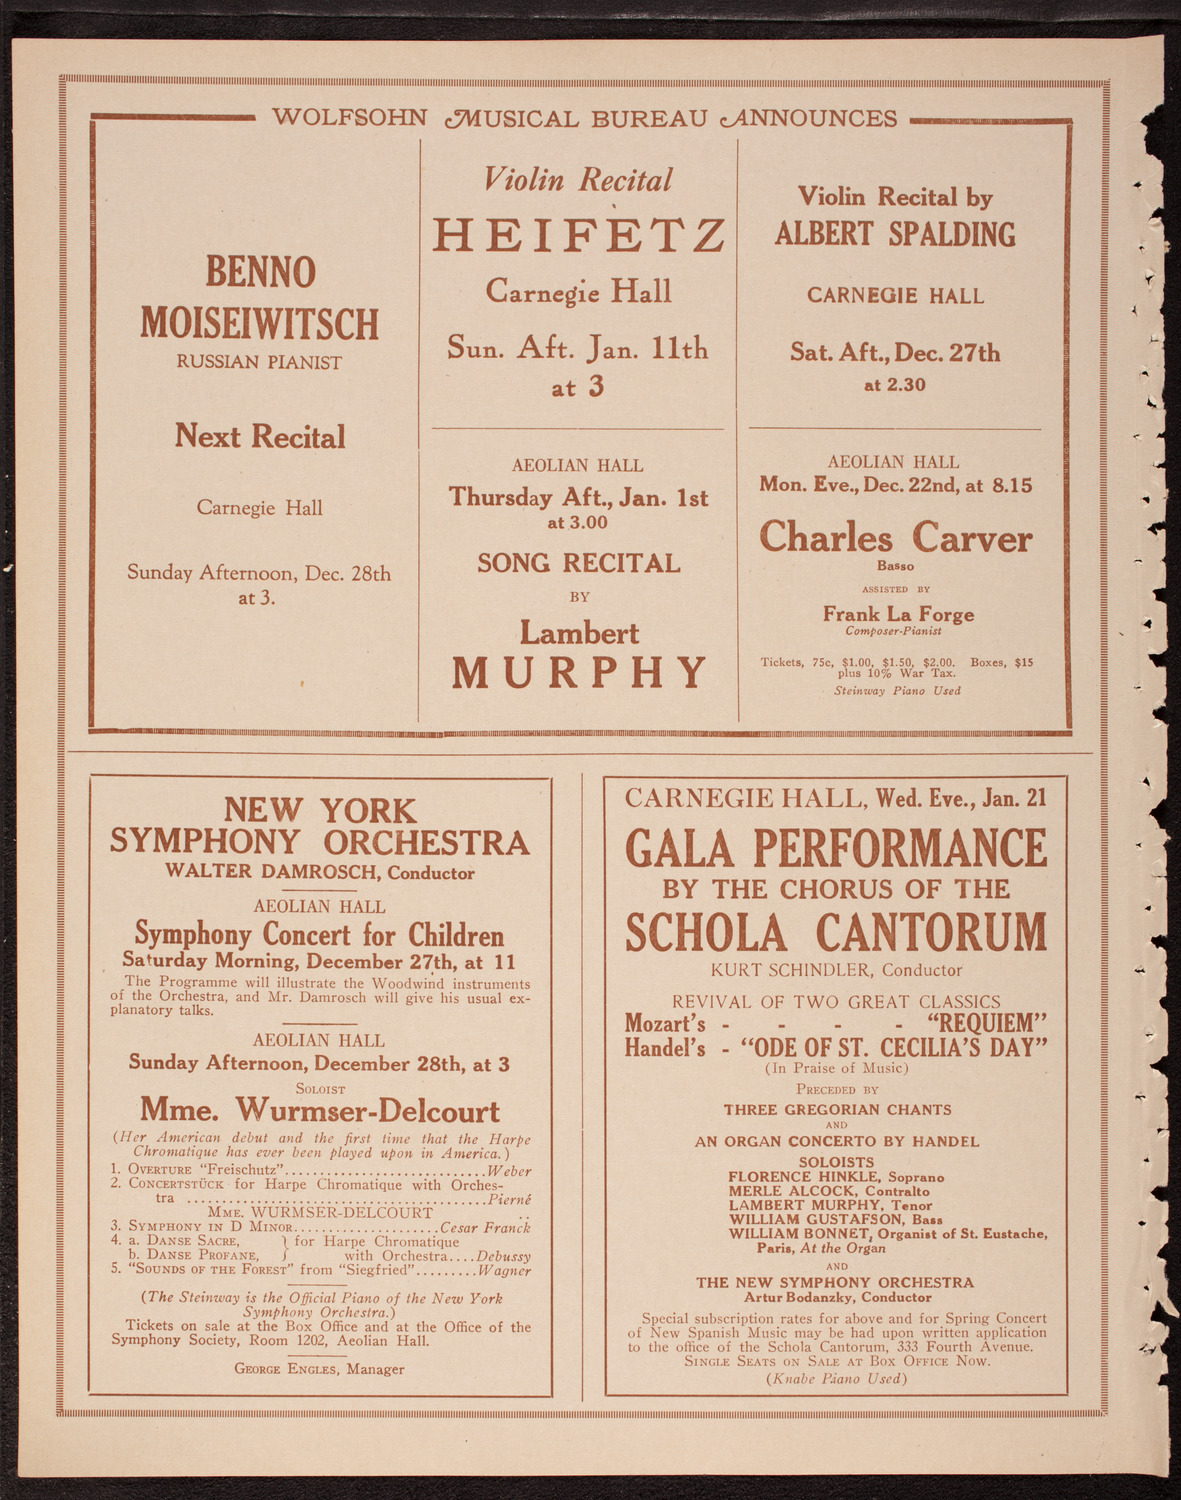 WOLFSOHN MUSICAL BUREAU ANNOUNCES
BENNO
MOISEIWITSCH
RUSSIAN PIANIST
Next Recital
Carnegie Hall
Sunday Afternoon, Dec. 28th
at 3.
Violin Recital
HEIFETZ
Carnegie Hall
Sun. Aft. Jan. 11th
at 3
AEOLIAN HALL
Thursday Aft., Jan. 1st
at 3.00
SONG RECITAL
BY
Lambert
MURPHY
Violin Recital by
ALBERT SPALDING
CARNEGIE HALL
Sat. Aft., Dec. 27th
at 2.30
AEOLIAN HALL
Mon. Eve., Dec. 22nd, at 8.15
Charles Carver
Basso
ASSISTED BY
Frank La Forge
Composer-Pianist
Tickets, 75c, $1.00, $1.50, $2.00. Boxes, $15
plus 10% War Tax.
Steinway Piano Used
NEW YORK
SYMPHONY ORCHESTRA
WALTER DAMROSCH, Conductor
AEOLIAN HALL
Symphony Concert for Children
Saturday Morning, December 27th, at 11
The Programme will illustrate the Woodwind instruments
of the Orchestra, and Mr. Damrosch will give his usual ex-
planatory talks.
AEOLIAN HALL
Sunday Afternoon, December 28th, at 3
SOLOIST
Mme. Wurmser-Delcourt
(Her American debut and the first time that the Harpe
Chromatique has ever been played upon in America.)
1. OVERTURE "Freischutz"............................Weber
2. CONCERTSTÜCK for Harpe Chromatique with Orches-
tra ..........................................Pierné
MME. WURMSER-DELCOURT
3. SYMPHONY IN D MINOR.....................Cesar Franck
4. a. DANSE SACRE, } for Harpe Chromatique
b. DANSE PROFANE, } with Orchestra....Debussy
5. "SOUNDS OF THE FOREST" from "Siegfried".........Wagner
(The Steinway is the Official Piano of the New York
Symphony Orchestra.)
Tickets on sale at the Box Office and at the Office of the
Symphony Society, Room 1202, Aeolian Hall.
GEORGE ENGLES, Manager
CARNEGIE HALL, Wed. Eve., Jan. 21
GALA PERFORMANCE
BY THE CHORUS OF THE
SCHOLA CANTORUM
KURT SCHINDLER, Conductor
REVIVAL OF TWO GREAT CLASSICS
Mozart's - - - - "REQUIEM"
Handel's - "ODE OF ST. CECILIA'S DAY"
(In Praise of Music)
PRECEDED BY
THREE GREGORIAN CHANTS
AND
AN ORGAN CONCERTO BY HANDEL
SOLOISTS
FLORENCE HINKLE, Soprano
MERLE ALCOCK, Contralto
LAMBERT MURPHY, Tenor
WILLIAM GUSTAFSON, Bass
WILLIAM BONNET, Organist of St. Eustache,
Paris, At the Organ
AND
THE NEW SYMPHONY ORCHESTRA
Artur Bodanzky, Conductor
Special subscription rates for above and for Spring Concert
of New Spanish Music may be had upon written application
to the office of the Schola Cantorum, 333 Fourth Avenue.
SINGLE SEATS ON SALE AT BOX OFFICE NOW.
(Knabe Piano Used)